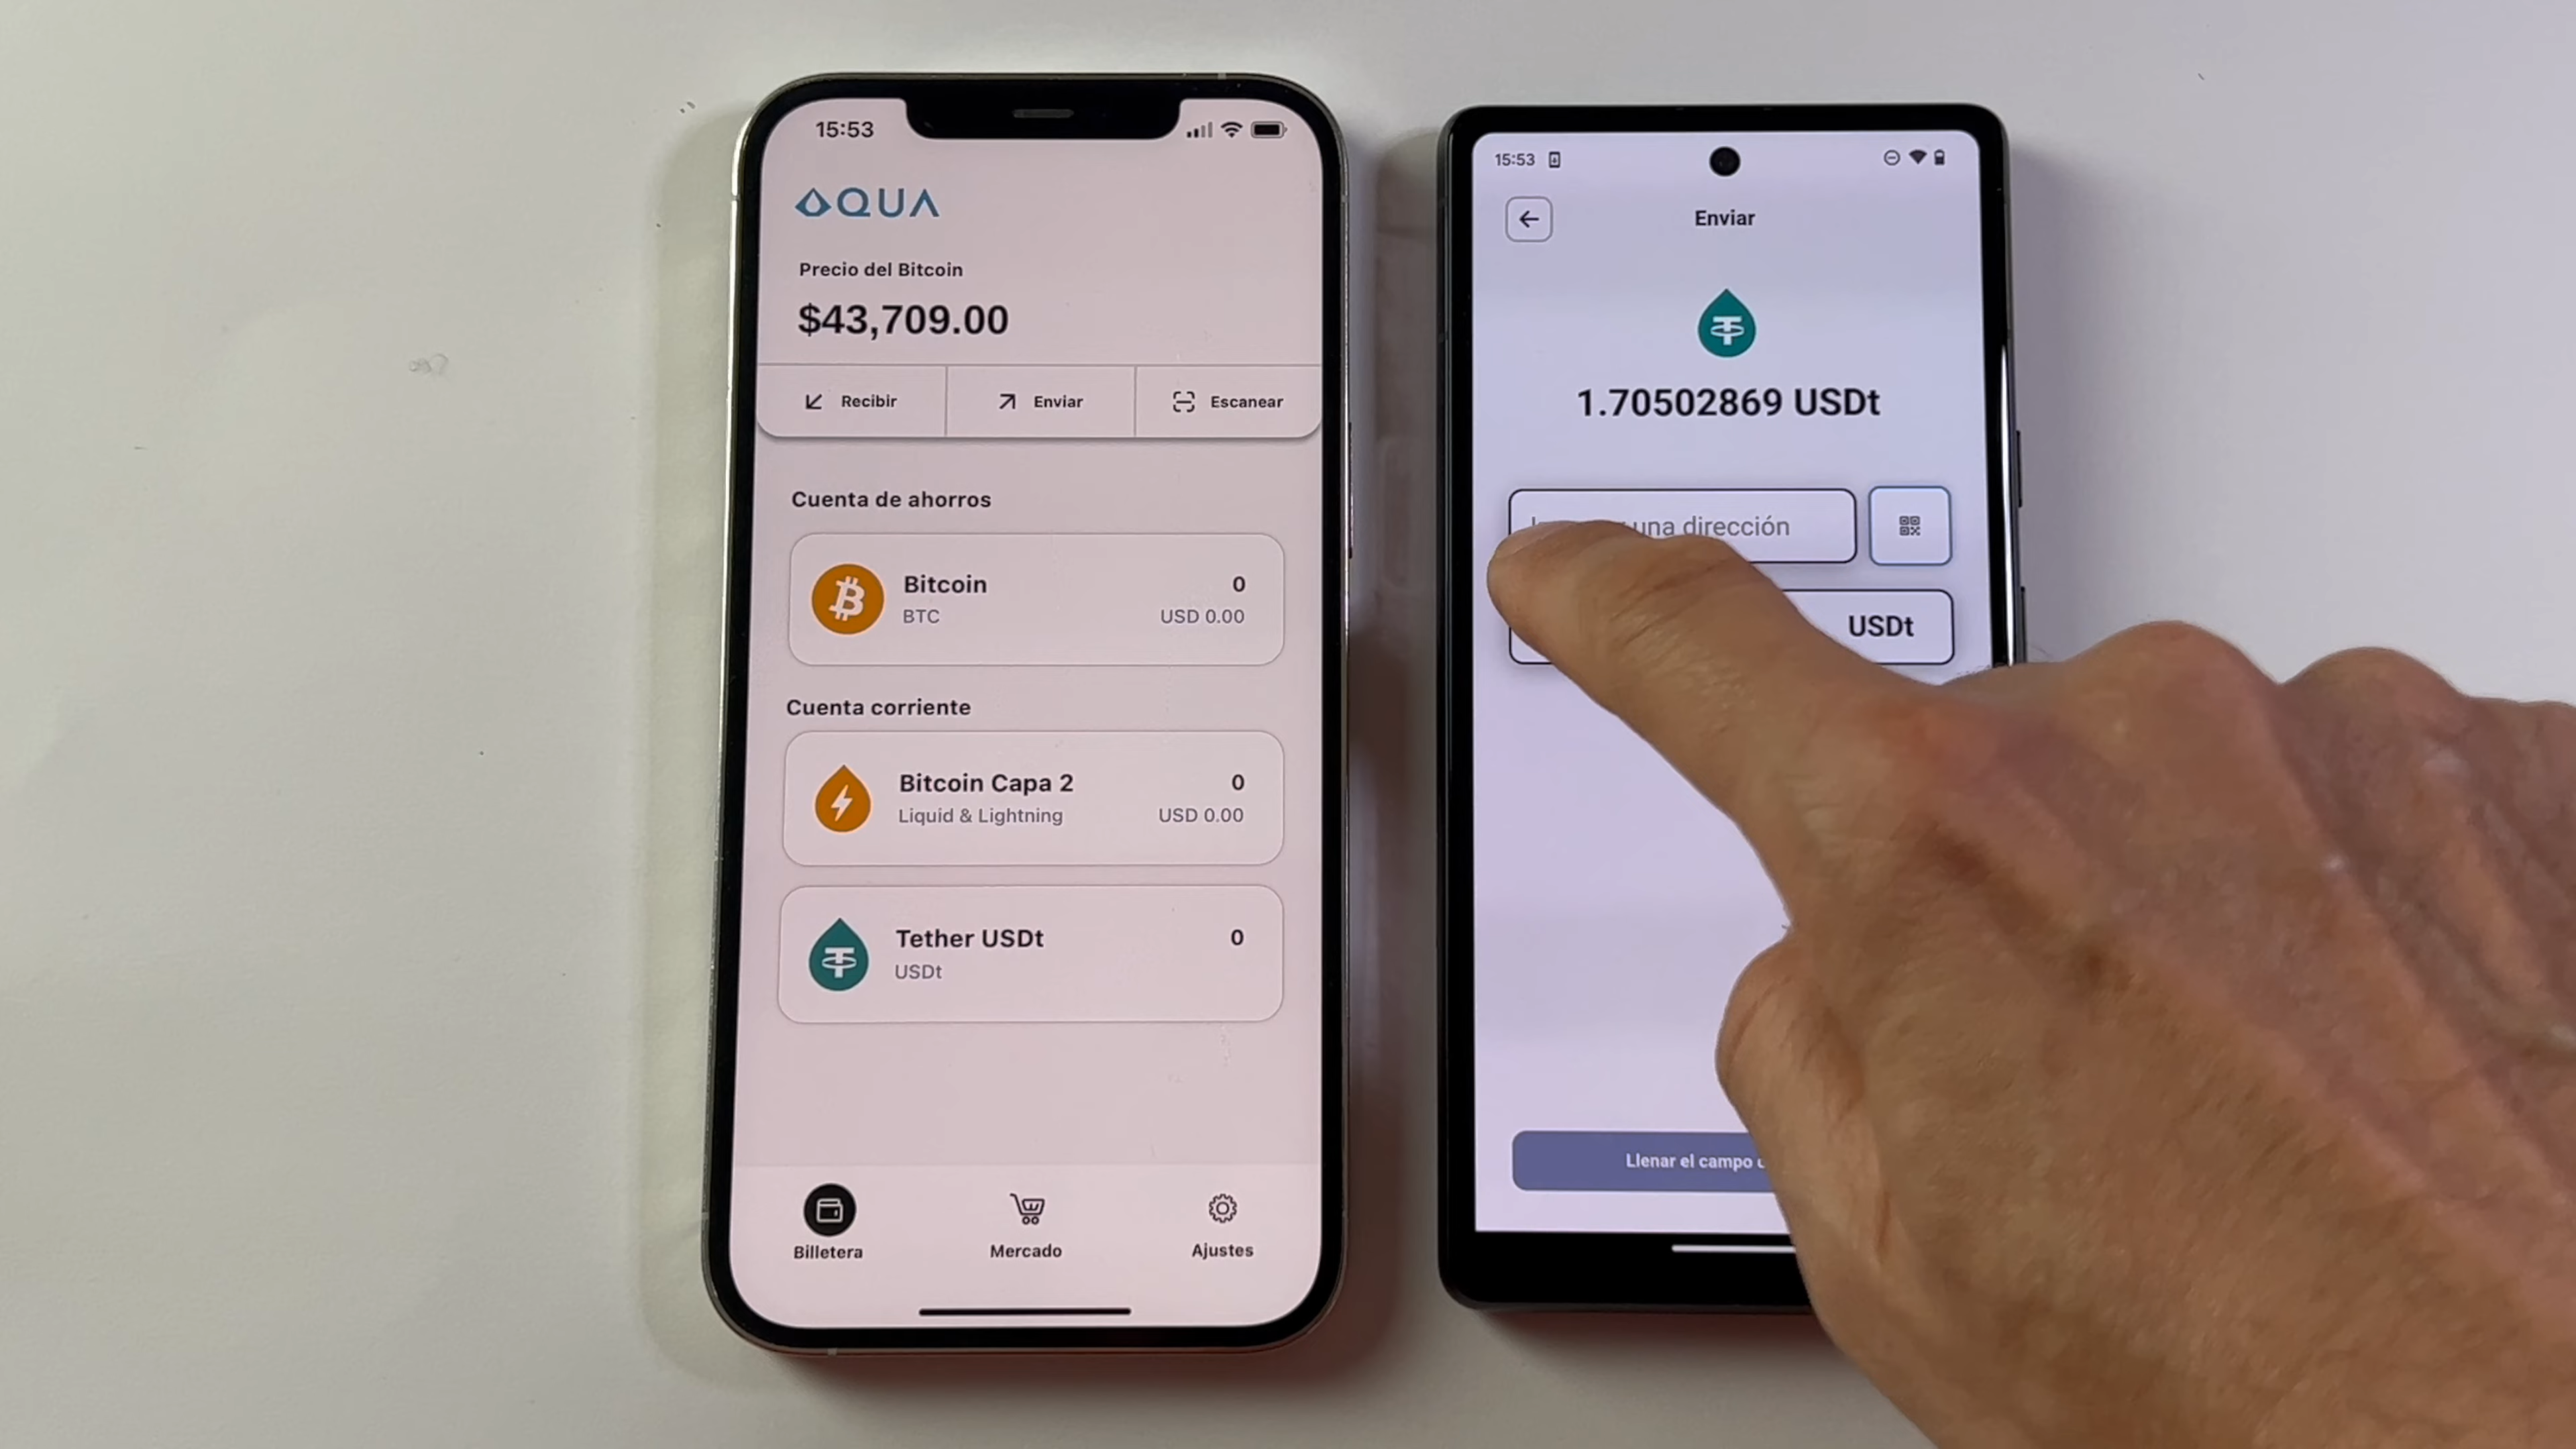 15:53
AQUA
Precio del Bitcoin
$43,709.00
Recibir
Enviar
Escanear
Cuenta de ahorros
Bitcoin
0
BTC
USD 0.00
Cuenta corriente
Bitcoin Capa 2
0
Liquid & Lightning
USD 0.00
Tether USDt
0
USDt
Billetera
Mercado
Ajustes
15:53
Enviar
1.70502869 USDt
una dirección
USDt
Llenar el campo